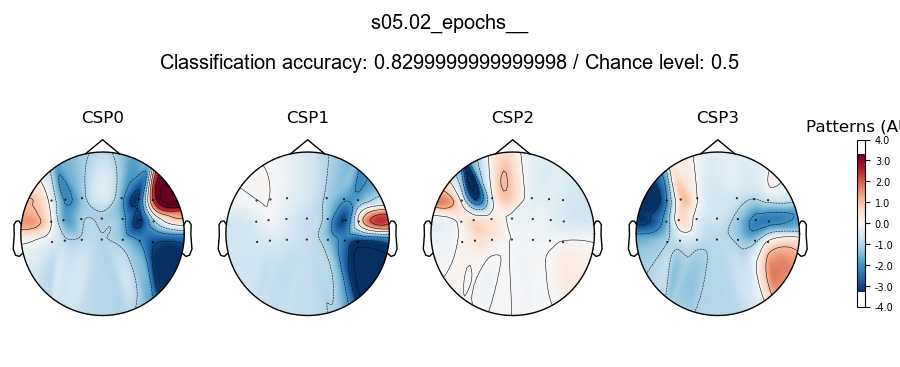 s05.02_epochs__
Classification accuracy: 0.8299999999999998 / Chance level: 0.5
CSP0
CSP1
CSP2
CSP3
Patterns (AU
4.0
3.0
2.0
1.0
0.0
-1.0
-2.0
-3.0
-4.0